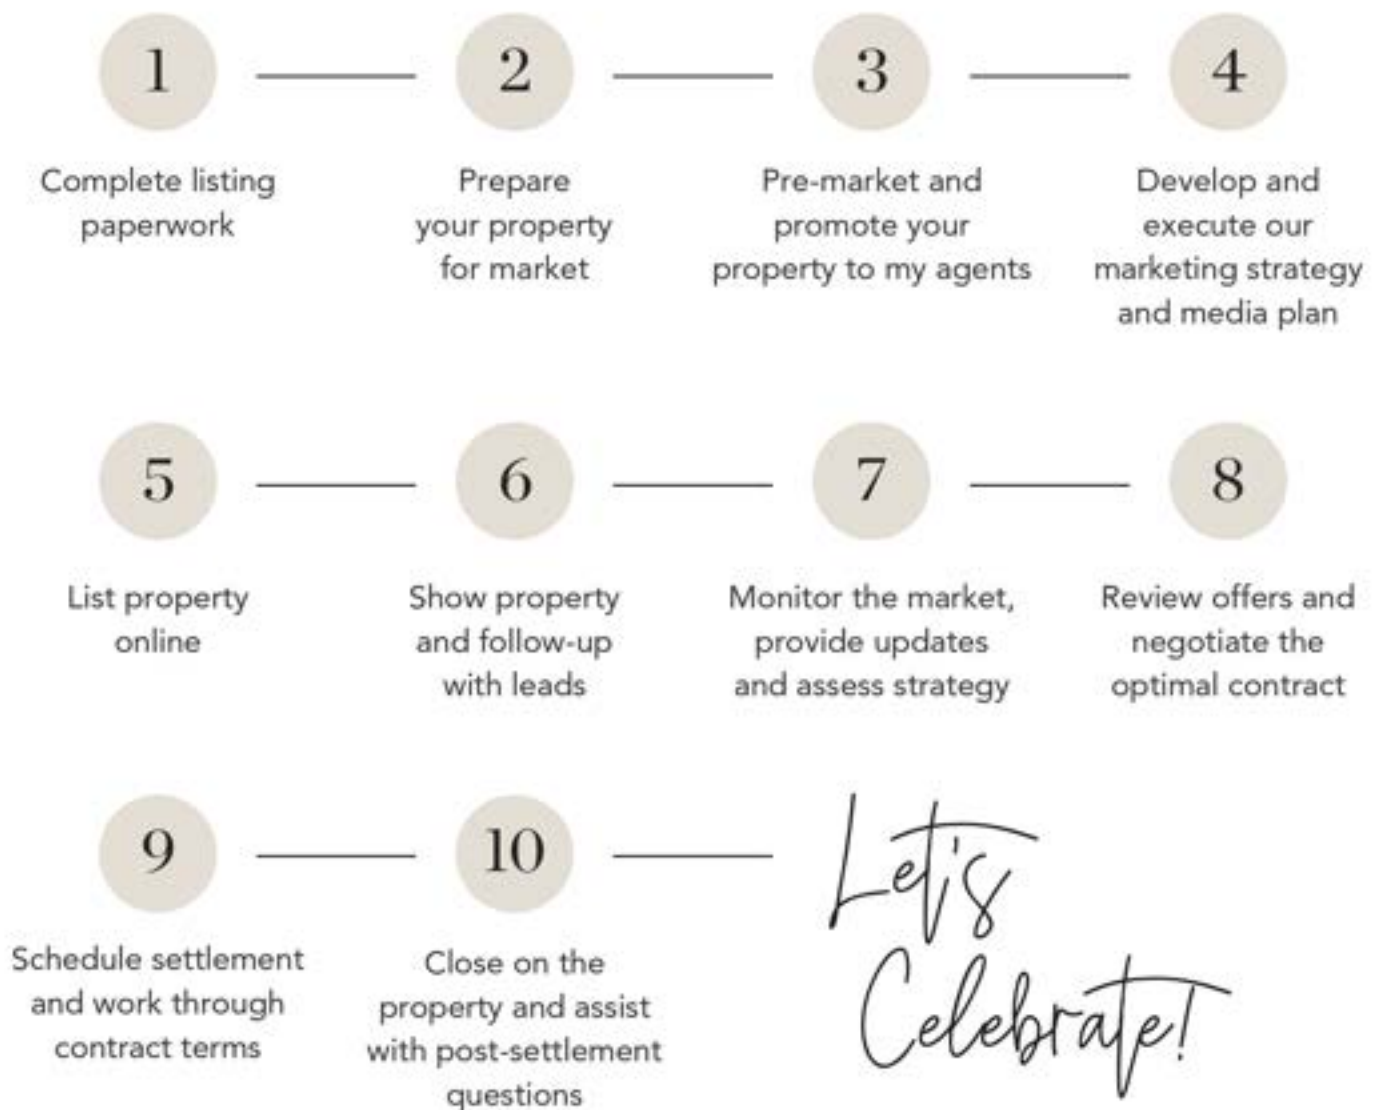 1
Complete listing
paperwork
2
Prepare
your property
for market
3
Pre-market and
promote your
property to my agents
4
Develop and
execute our
marketing strategy
and media plan
5
List property
online
6
Show property
and follow-up
with leads
7
Monitor the market,
provide updates
and assess strategy
8
Review offers and
negotiate the
optimal contract
9
Schedule settlement
and work through
contract terms
10
Close on the
property and assist
with post-settlement
questions
Let's
Celebrate!